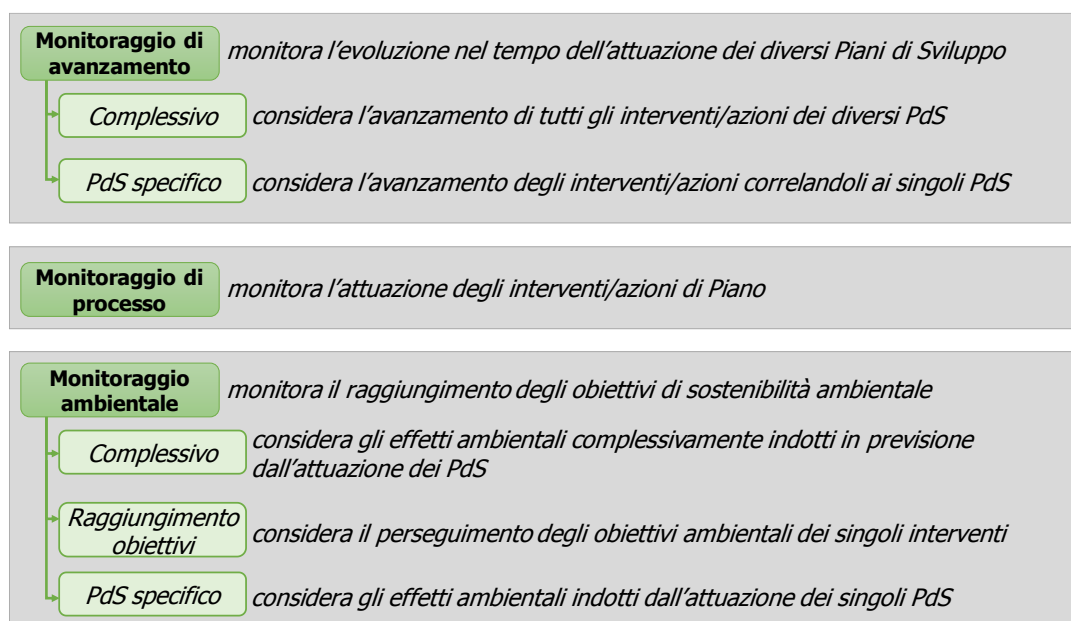 Monitoraggio di
avanzamento
monitora l'evoluzione nel tempo dell'attuazione dei diversi Piani di Sviluppo
Complessivo
considera l'avanzamento di tutti gli interventi/azioni dei diversi PdS
PdS specifico
considera l'avanzamento degli interventi/azioni correlandoli ai singoli PdS
Monitoraggio di
processo
monitora l'attuazione degli interventi/azioni di Piano
Monitoraggio
ambientale
monitora il raggiungimento degli obiettivi di sostenibilità ambientale
Complessivo
considera gli effetti ambientali complessivamente indotti in previsione
dall'attuazione dei PdS
Raggiungimento
obiettivi
considera il perseguimento degli obiettivi ambientali dei singoli interventi
PdS specifico
considera gli effetti ambientali indotti dall'attuazione dei singoli PdS